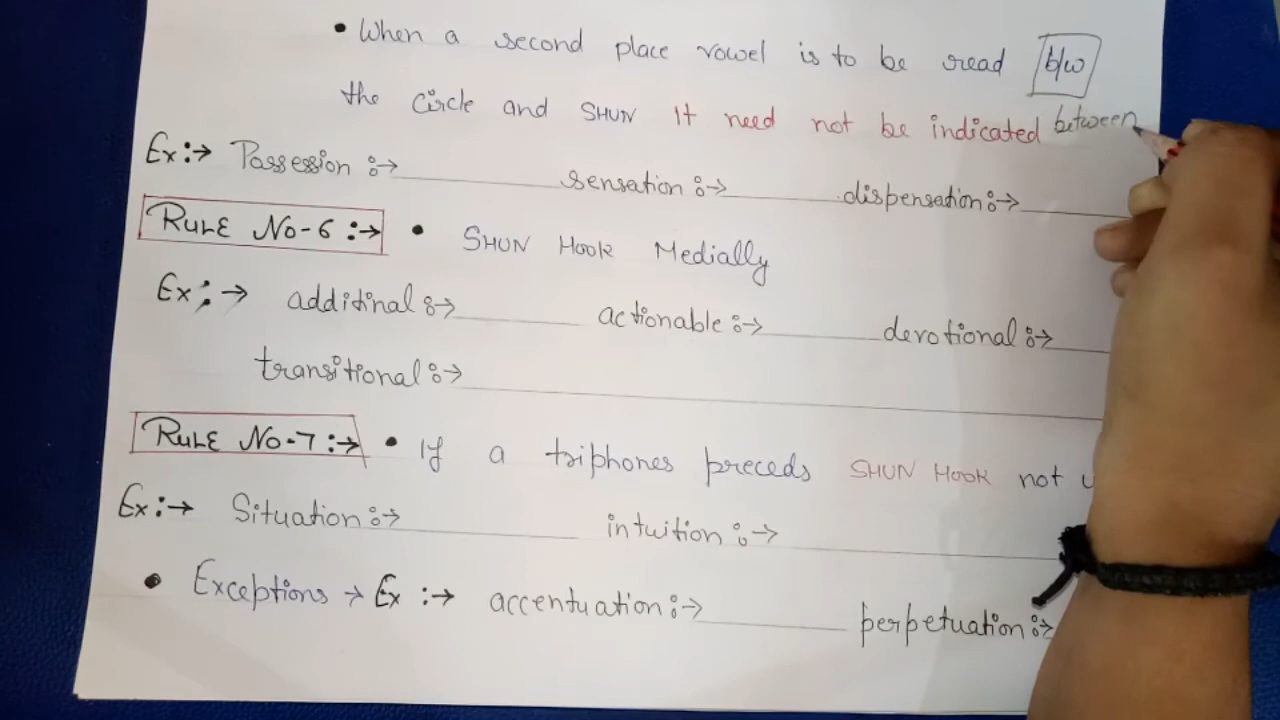 • When a second place vowel is to be read b/w
the circle and SHUN It need not be indicated between
Ex:→ Possession :→ sensation :→ dispensation :→
RULE No-6 :→ • SHUN HOOK Medially
Ex:→ additinal :→ actionable :→ devotional :→
transitional :→
RULE No-7 :→ • If a triphones preceds SHUN HOOK not
Ex:→ Situation :→ intuition :→
• Exceptions → Ex :→ accentuation :→ perpetuation :→